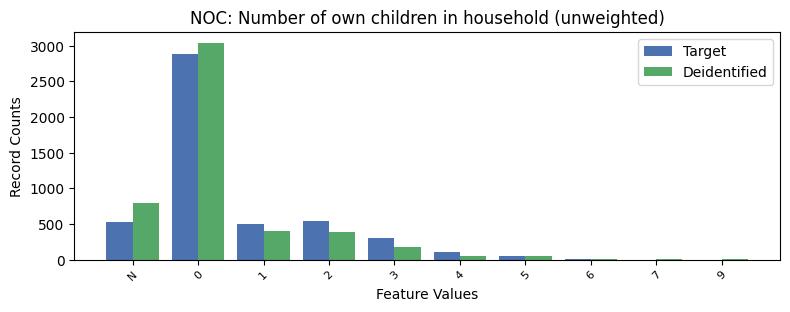 NOC: Number of own children in household (unweighted)
Target
Deidentified
Record Counts
3000
2500
2000
1500
1000
500
0
N 0 1 2 3 4 5 6 7 9
Feature Values